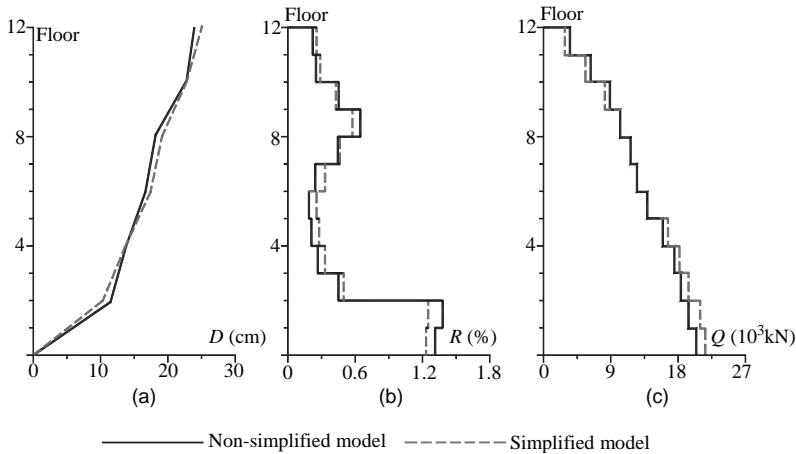 12
Floor
8
4
D (cm)
0
10
20
30
(a)
12
Floor
8
4
R (%)
0
0.6
1.2
1.8
(b)
12
Floor
8
4
Q (10³kN)
0
9
18
27
(c)
Non-simplified model
Simplified model